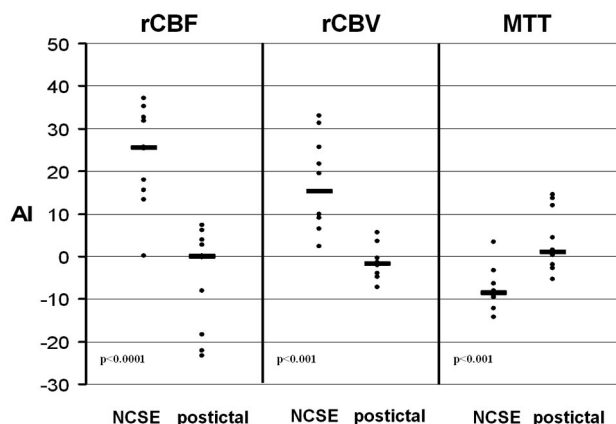 rCBF rCBV MTT
50
40
30
20
AI
10
0
-10
-20
p<0.0001 p<0.001 p<0.001
-30
NCSE postictal NCSE postictal NCSE postictal